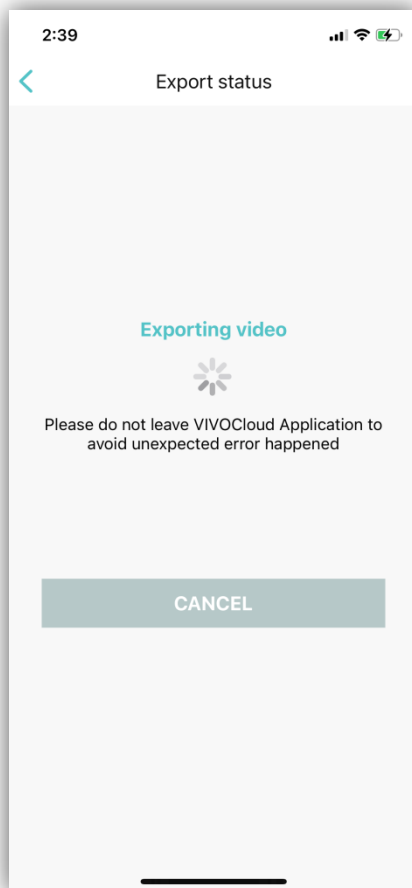 2:39
Export status
Exporting video
Please do not leave VIVOCloud Application to
avoid unexpected error happened
CANCEL